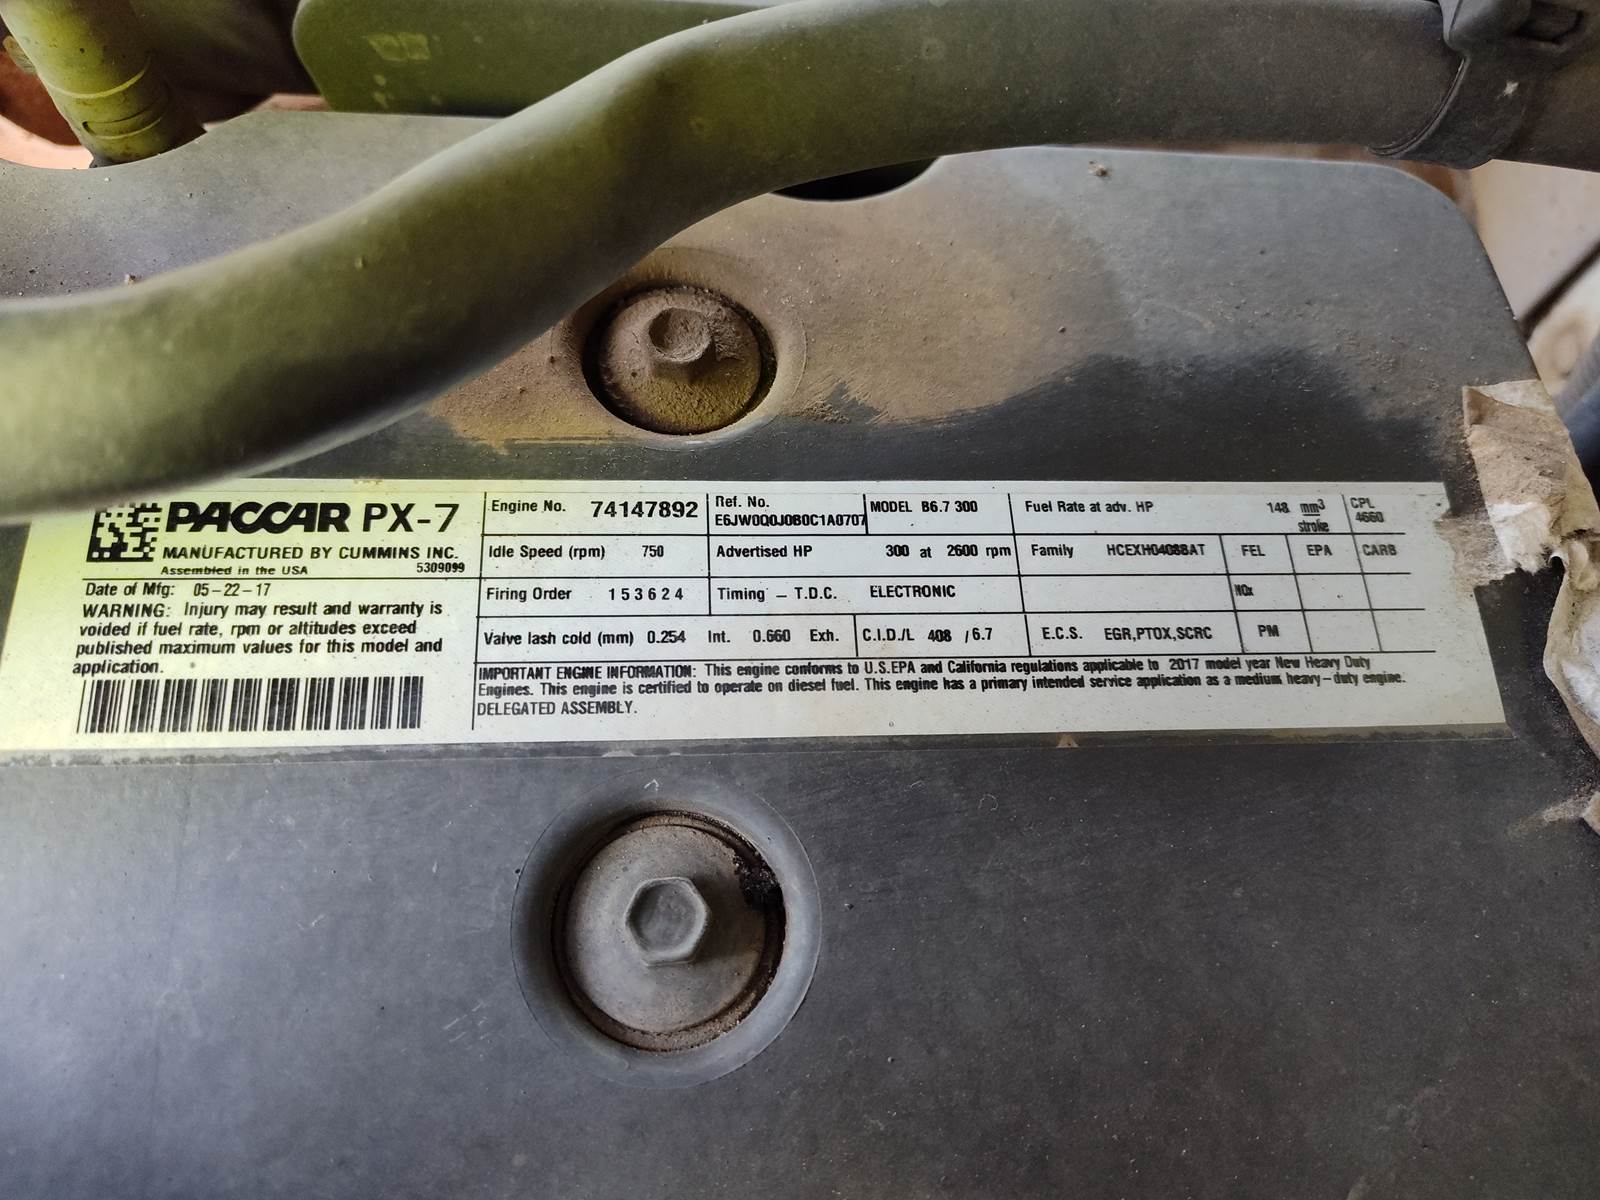 PACCAR PX-7
MANUFACTURED BY CUMMINS INC.
Assembled in the USA 5309099
Date of Mfg: 05-22-17
WARNING: Injury may result and warranty is
voided if fuel rate, rpm or altitudes exceed
published maximum values for this model and
application.
Engine No. 74147892
Ref. No.
E6JW0Q0J0B0C1A0707
MODEL B6.7 300
Fuel Rate at adv. HP 148 mm3
stroke
CPL
4660
Idle Speed (rpm) 750
Advertised HP 300 at 2600 rpm
Family HCEXH0408BAT
FEL EPA CARB
Firing Order 1 5 3 6 2 4
Timing - T.D.C. ELECTRONIC
NOx
Valve lash cold (mm) 0.254 Int. 0.660 Exh.
C.I.D./L 408 / 6.7
E.C.S. EGR,PTOX,SCRC
PM
IMPORTANT ENGINE INFORMATION: This engine conforms to U.S.EPA and California regulations applicable to 2017 model year New Heavy Duty
Engines. This engine is certified to operate on diesel fuel. This engine has a primary intended service application as a medium heavy-duty engine.
DELEGATED ASSEMBLY.